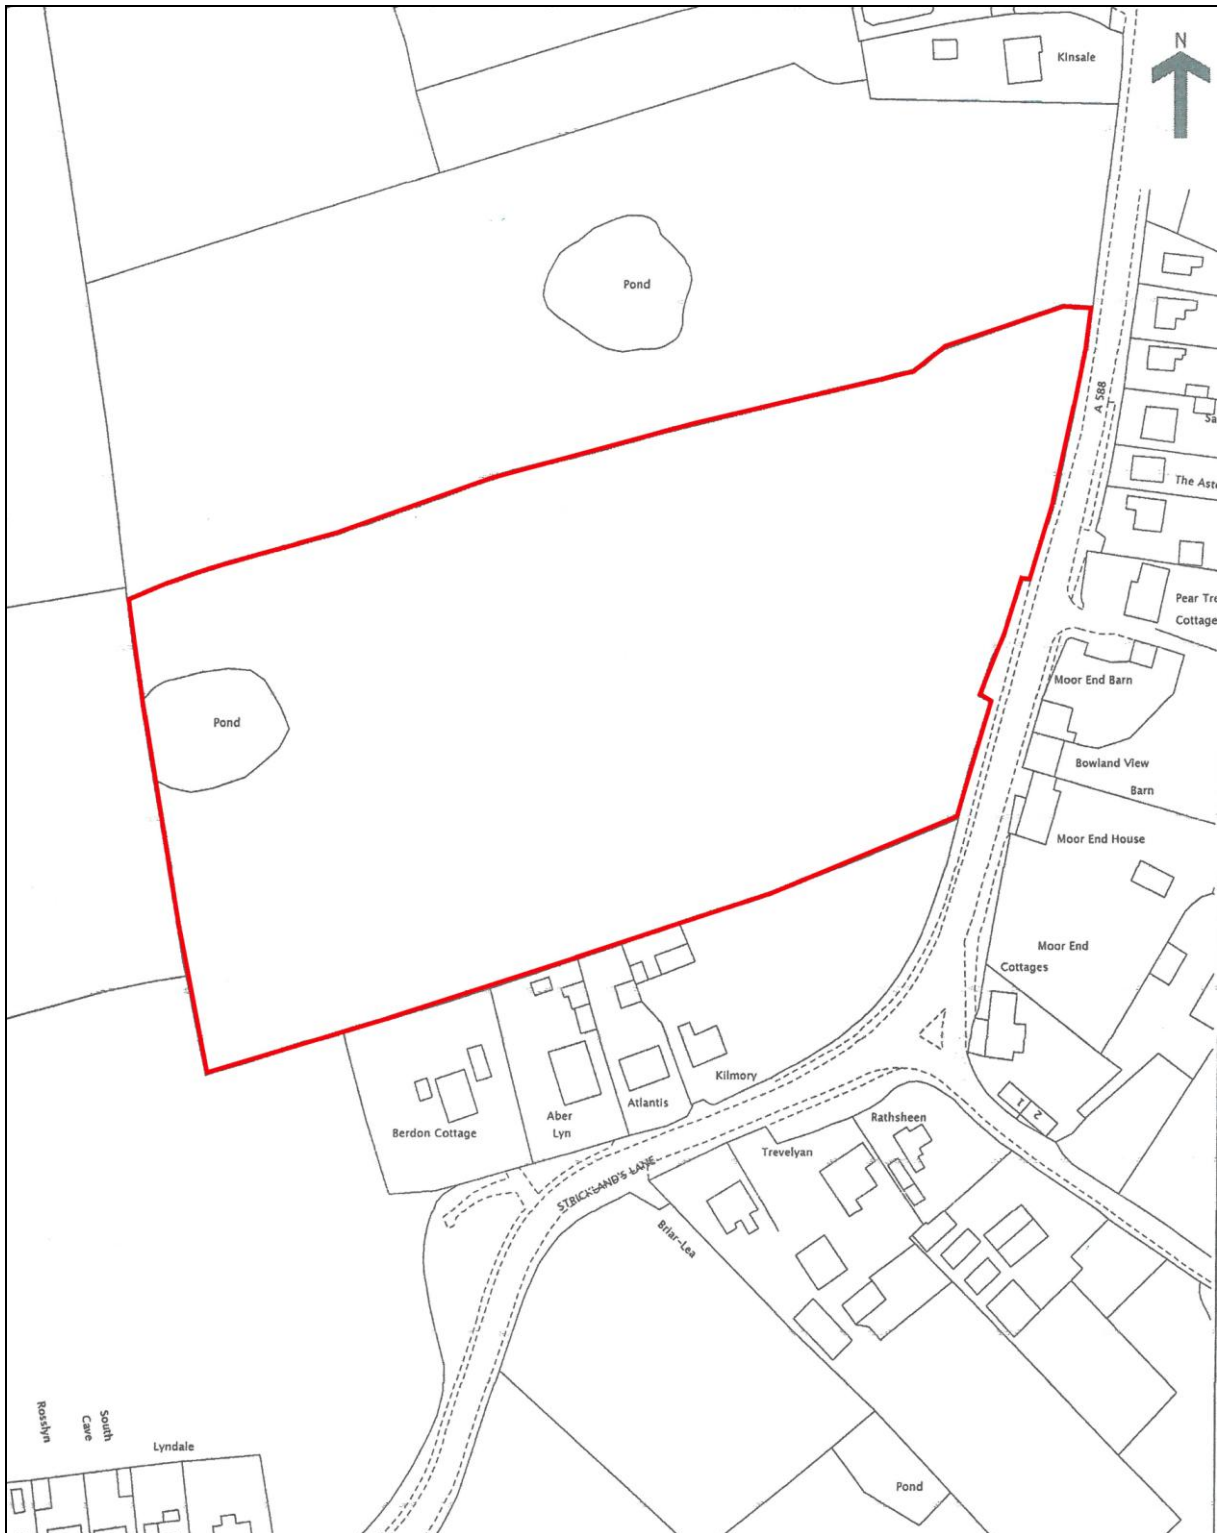 N
Kinsale
Pond
A 588
Sa
The Aste
Pear Tre
Cottage
Moor End Barn
Pond
Bowland View
Barn
Moor End House
Moor End
Cottages
Kilmory
1
2
Atlantis
Aber
Lyn
Berdon Cottage
Rathsheen
Trevelyan
STRICKLAND'S LANE
Briar-Lea
Rosslyn
South
Cave
Lyndale
Pond